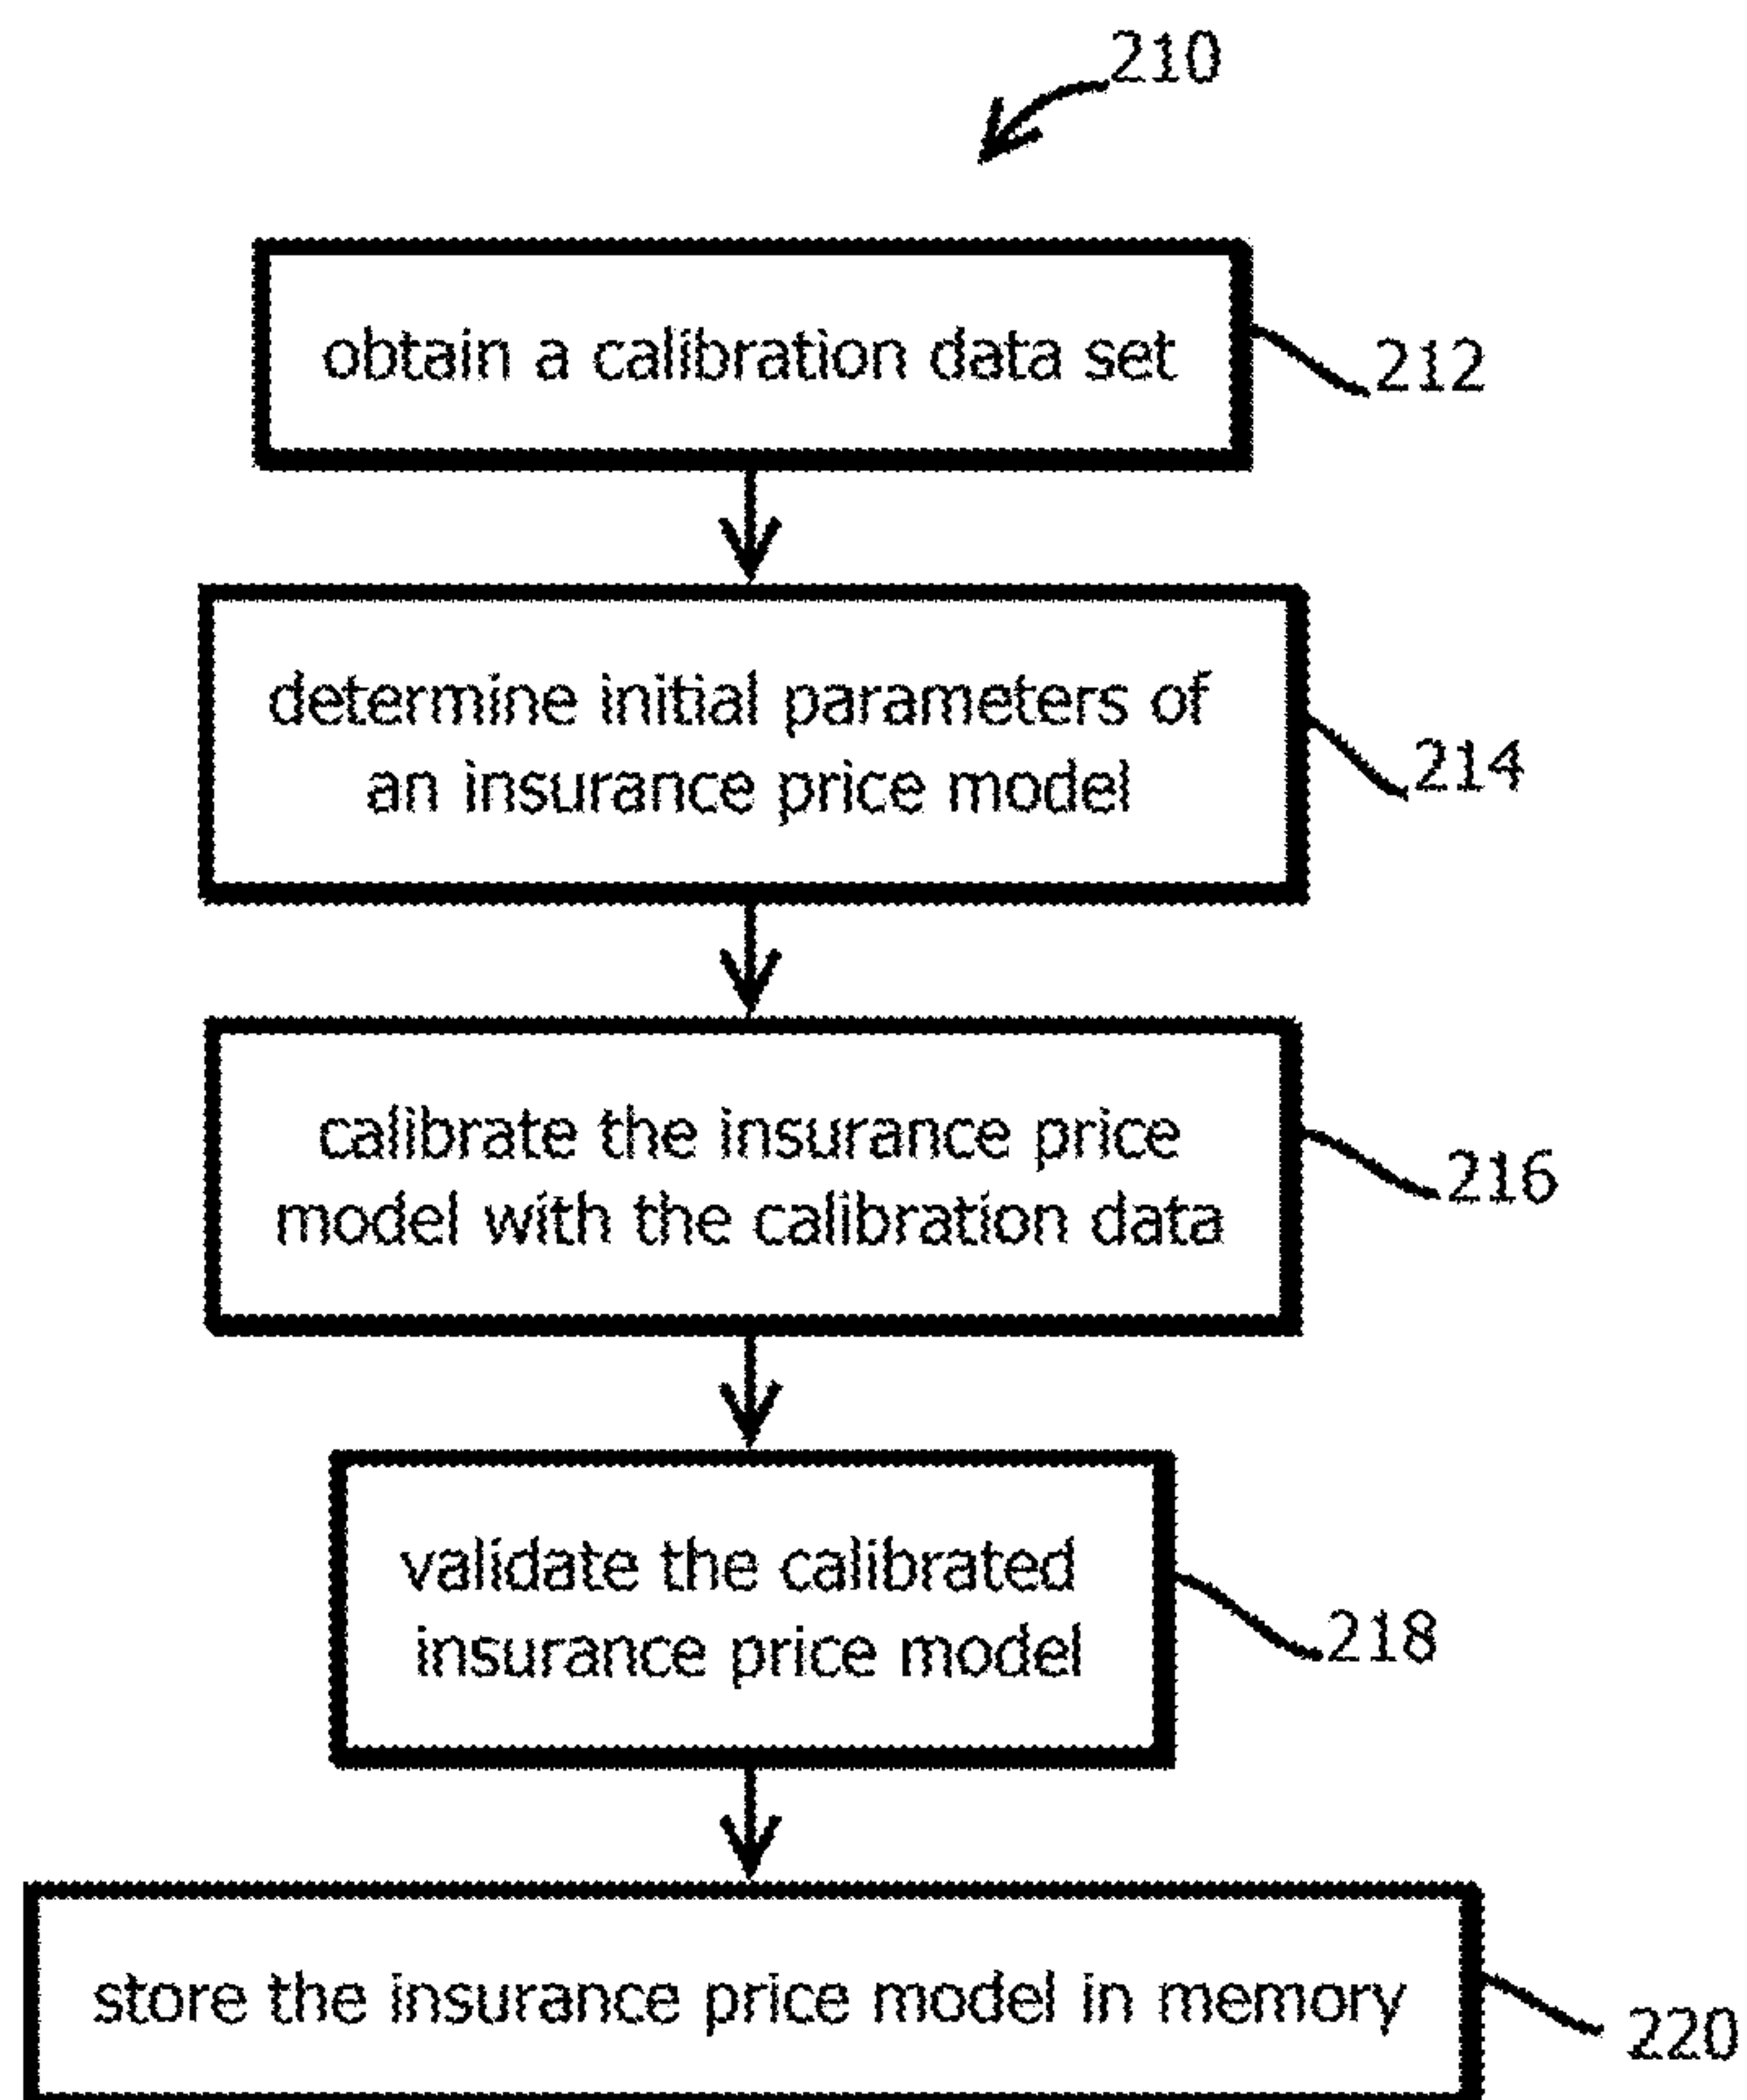 210
obtain a calibration data set
212
determine initial parameters of
an insurance price model
214
calibrate the insurance price
model with the calibration data
216
validate the calibrated
insurance price model
218
store the insurance price model in memory
220